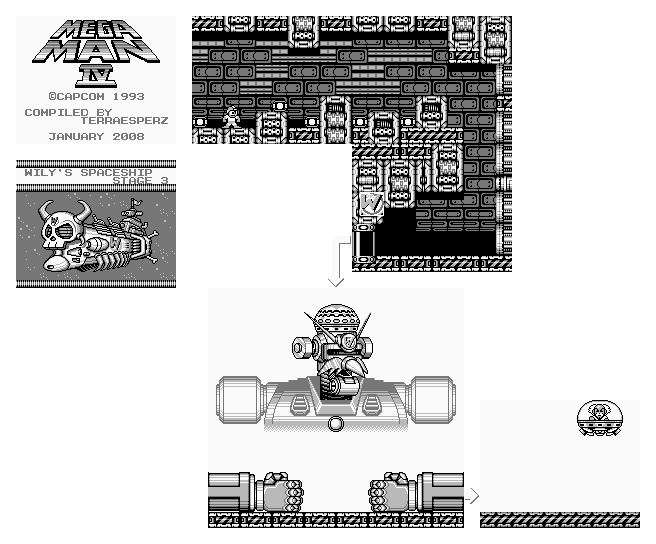 MEGA
MAN
IV
©CAPCOM 1993
COMPILED BY
TERRAESPERZ
JANUARY 2008
WILY'S SPACESHIP
STAGE 3
W